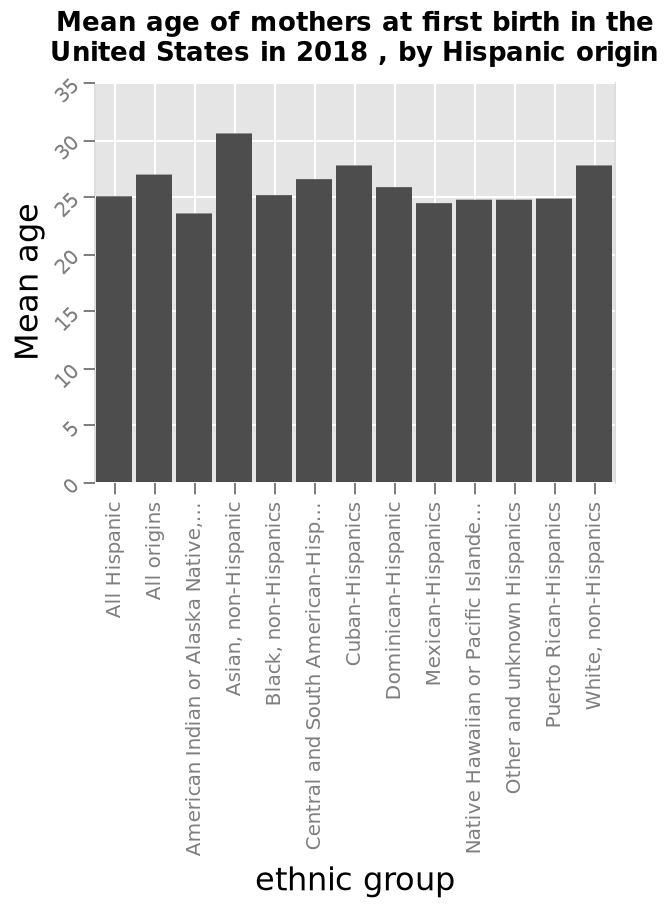 Mean age of mothers at first birth in the
United States in 2018 , by Hispanic origin
Mean age
35
30
25
20
15
10
5
0
All Hispanic
All origins
American Indian or Alaska Native,...
Asian, non-Hispanic
Black, non-Hispanics
Central and South American-Hisp...
Cuban-Hispanics
Dominican-Hispanic
Mexican-Hispanics
Native Hawaiian or Pacific Islande...
Other and unknown Hispanics
Puerto Rican-Hispanics
White, non-Hispanics
ethnic group